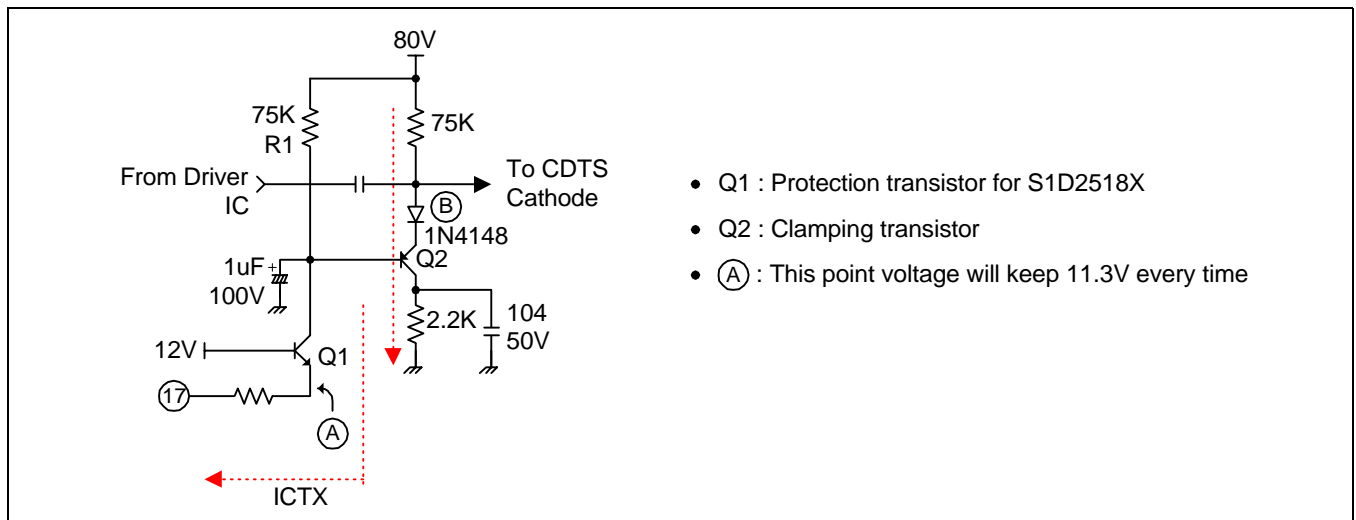 80V
75K
R1
75K
From Driver
IC
To CDTS
Cathode
B
1N4148
Q2
1uF +
100V
2.2K
104
50V
12V
Q1
17
A
ICTX
• Q1 : Protection transistor for S1D2518X
• Q2 : Clamping transistor
• A : This point voltage will keep 11.3V every time